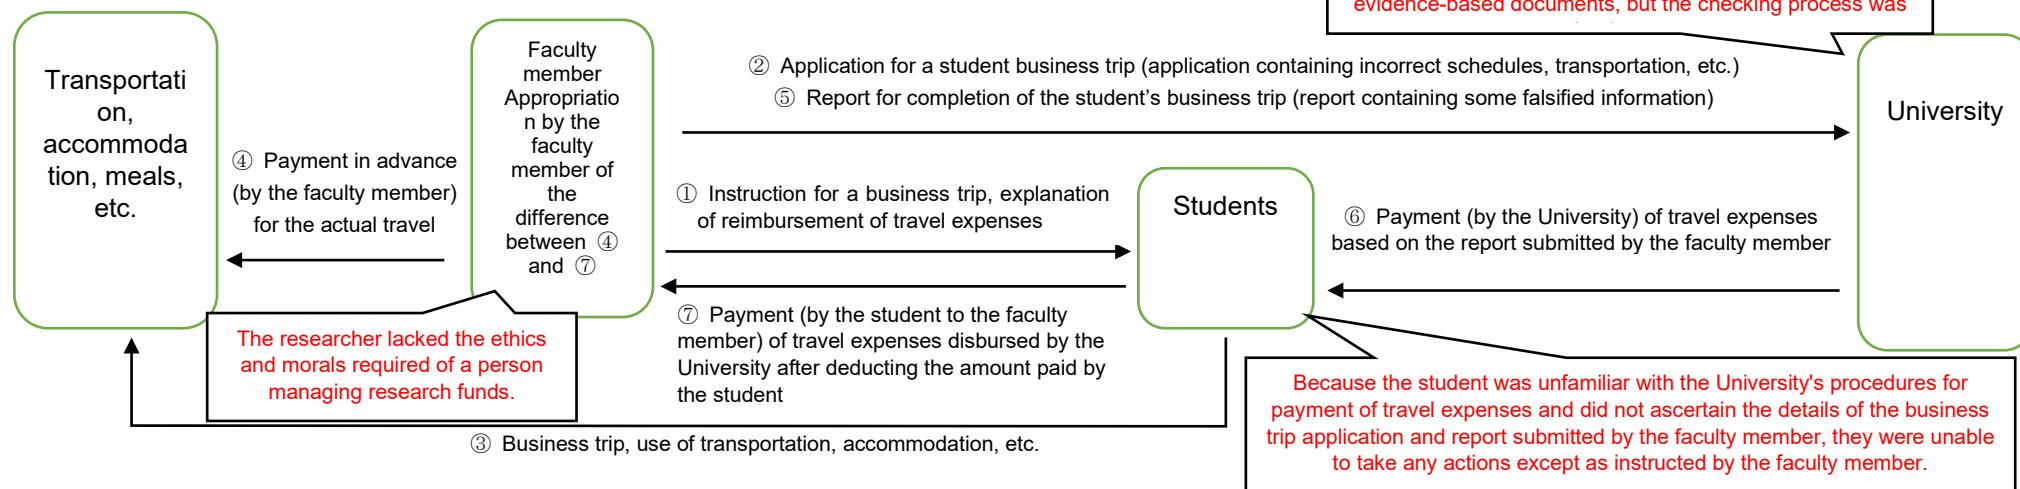 evidence-based documents, but the checking process was
Transportati
on,
accommoda
tion, meals,
etc.
④ Payment in advance
(by the faculty member)
for the actual travel
Faculty
member
Appropriatio
n by the
faculty
member of
the
difference
between ④
and ⑦
② Application for a student business trip (application containing incorrect schedules, transportation, etc.)
⑤ Report for completion of the student’s business trip (report containing some falsified information)
University
① Instruction for a business trip, explanation
of reimbursement of travel expenses
Students
⑥ Payment (by the University) of travel expenses
based on the report submitted by the faculty member
⑦ Payment (by the student to the faculty
member) of travel expenses disbursed by the
University after deducting the amount paid by
the student
The researcher lacked the ethics
and morals required of a person
managing research funds.
③ Business trip, use of transportation, accommodation, etc.
Because the student was unfamiliar with the University's procedures for
payment of travel expenses and did not ascertain the details of the business
trip application and report submitted by the faculty member, they were unable
to take any actions except as instructed by the faculty member.